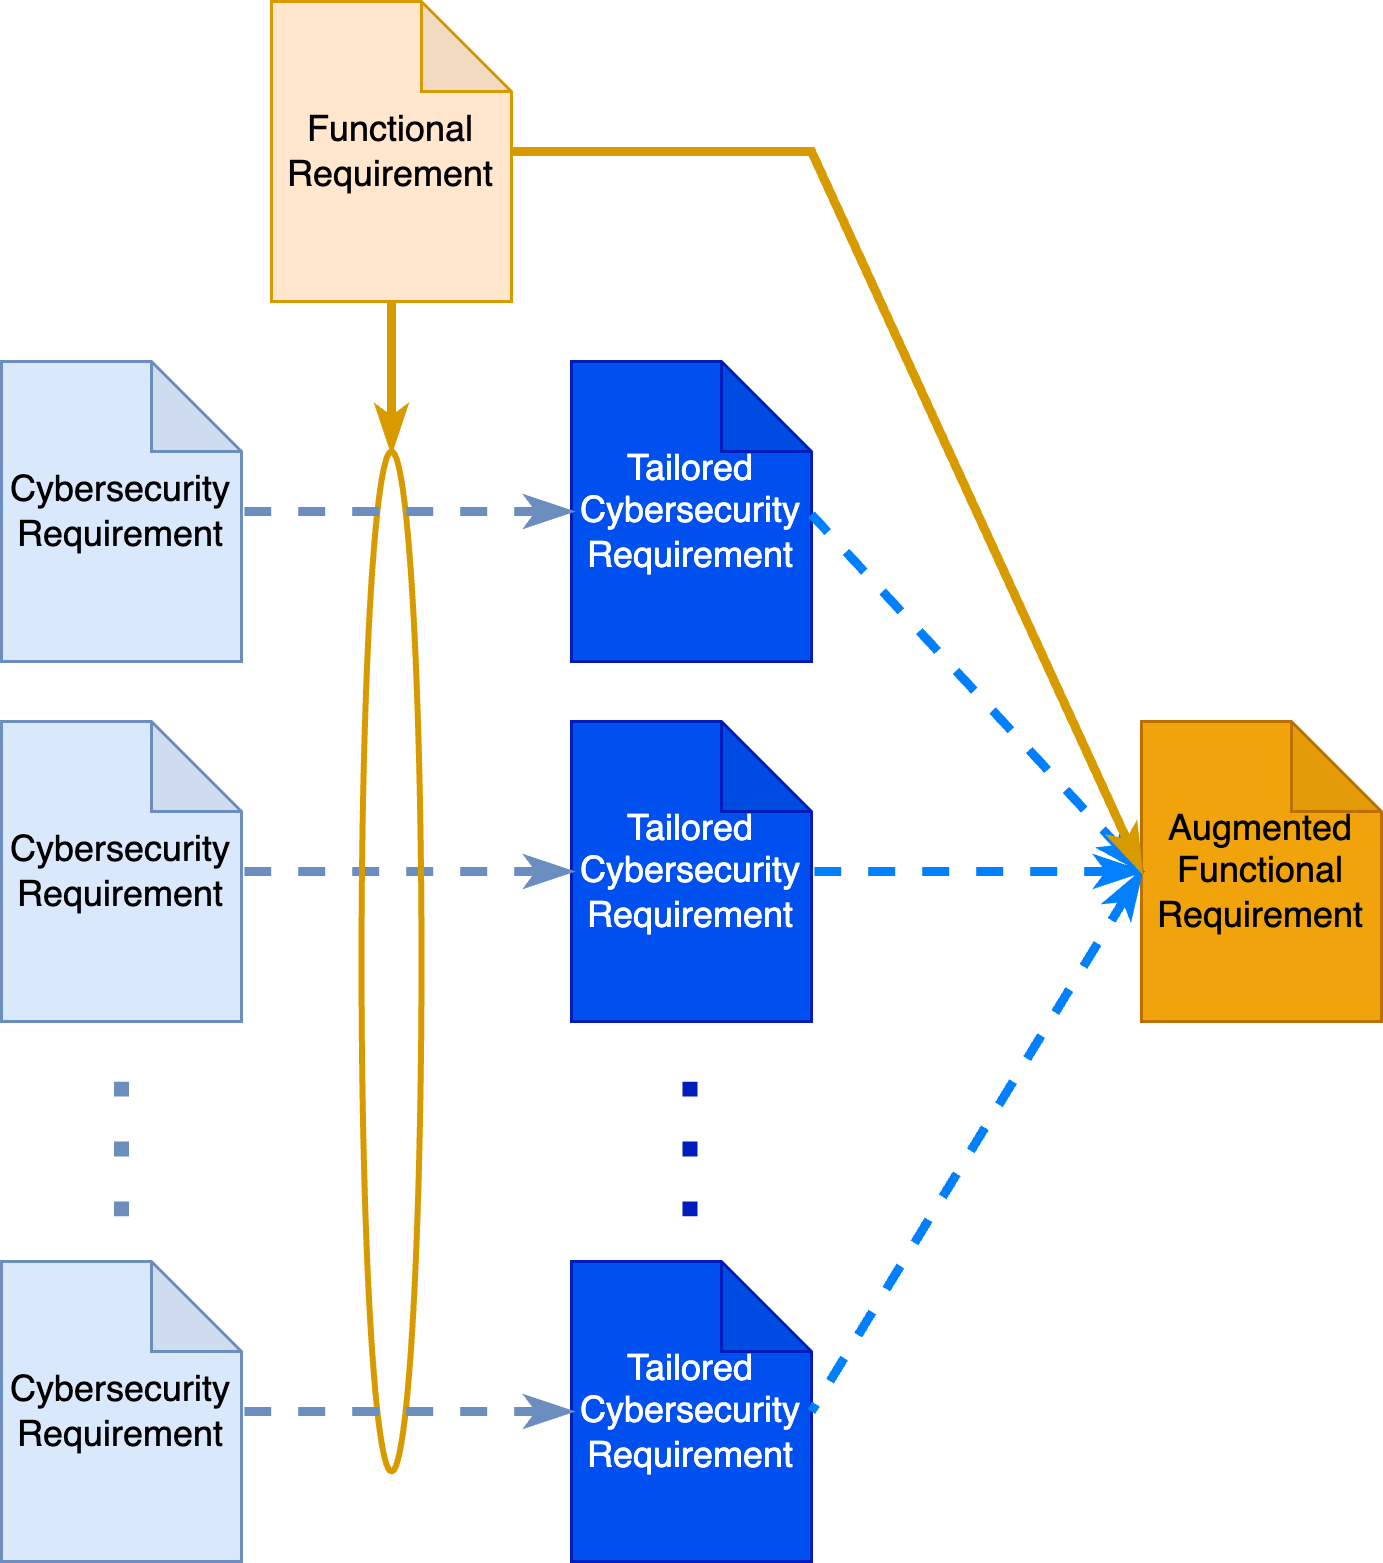 Functional
Requirement
Cybersecurity
Requirement
Tailored
Cybersecurity
Requirement
Cybersecurity
Requirement
Tailored
Cybersecurity
Requirement
Augmented
Functional
Requirement
Cybersecurity
Requirement
Tailored
Cybersecurity
Requirement